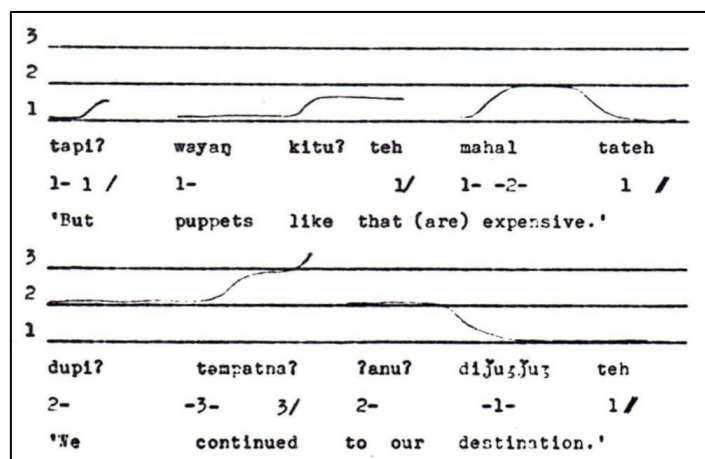 3
2
1
tapi? wayaŋ kitu? teh mahal tateh
1- 1 / 1- 1/ 1- -2- 1 //
'But puppets like that (are) expensive.'
3
2
1
dupi? təmpatna? ?anu? teh
2- -3- 3/ 2- -1- 1 //
'We continued to our destination.'